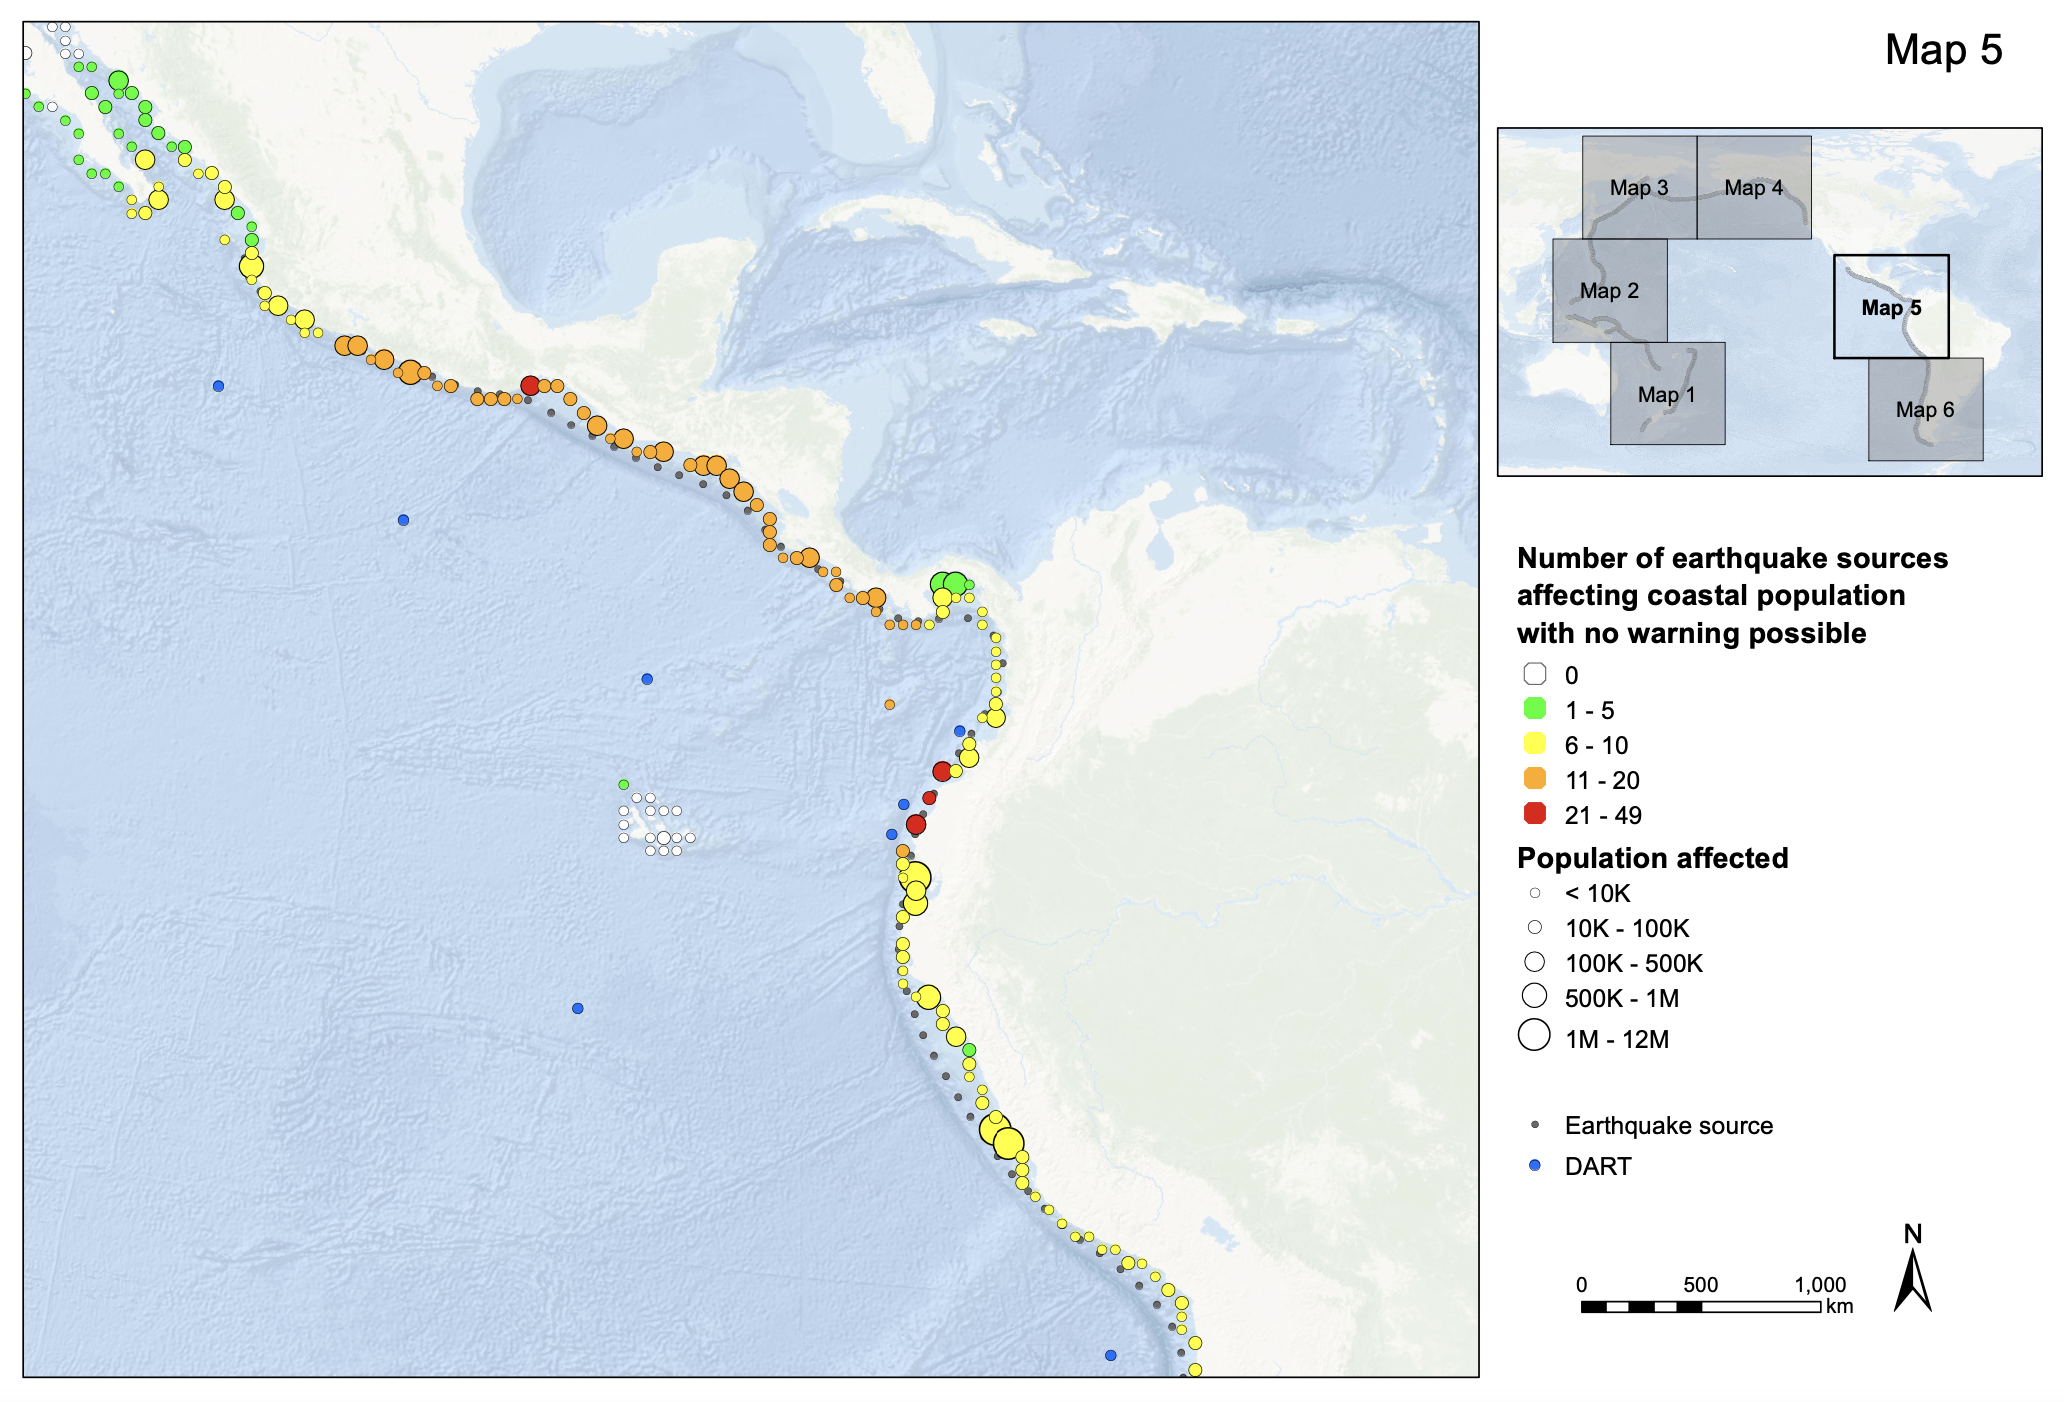 Map 5
Map 3
Map 4
Map 2
Map 5
Map 1
Map 6
Number of earthquake sources
affecting coastal population
with no warning possible
0
1 - 5
6 - 10
11 - 20
21 - 49
Population affected
< 10K
10K - 100K
100K - 500K
500K - 1M
1M - 12M
Earthquake source
DART
N
0 500 1,000
km